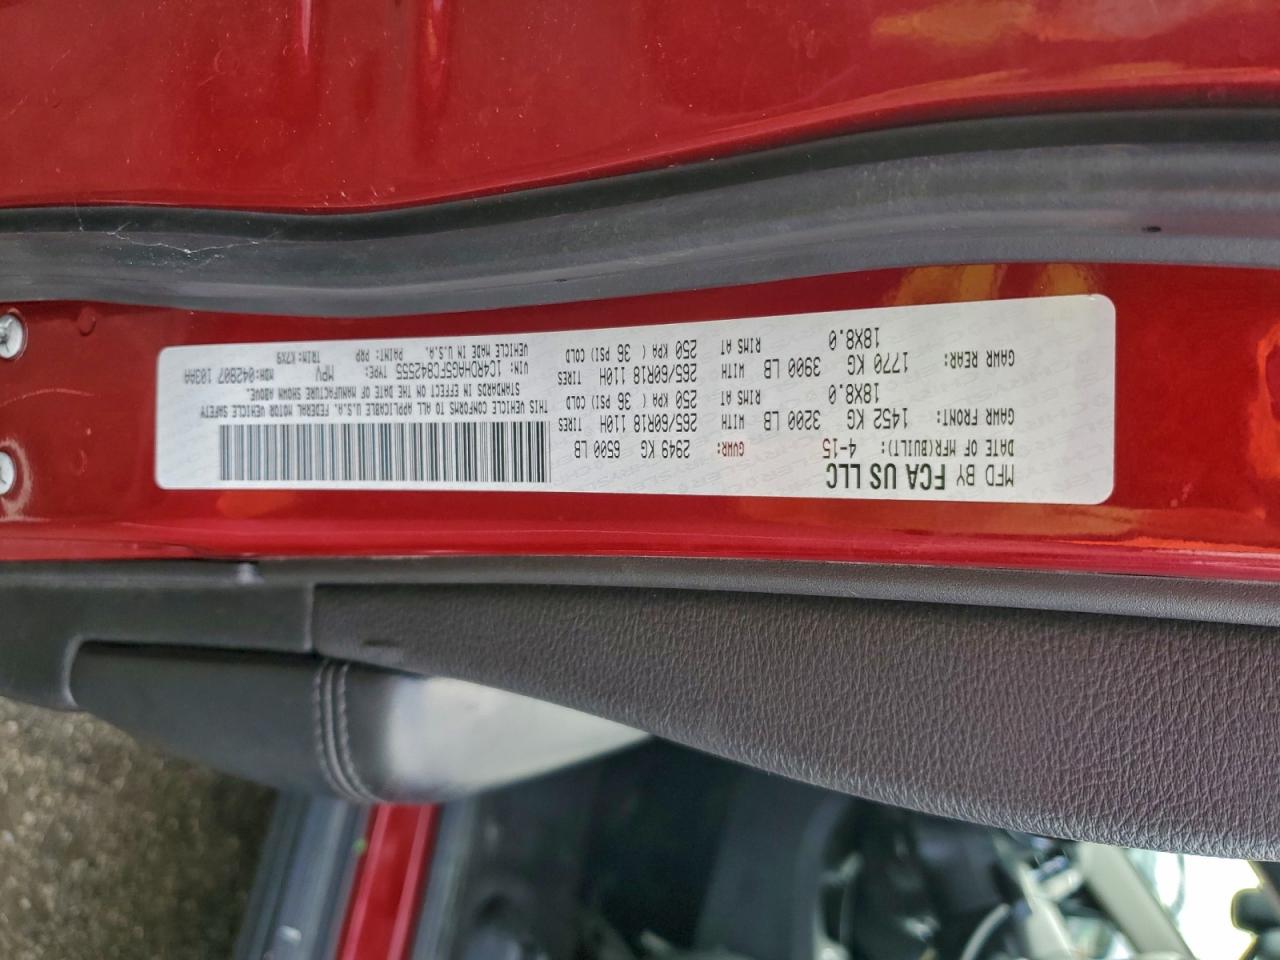 MFD BY FCA US LLC
DATE OF MFR(BUILT): 4-15 GVWR: 2949 KG 6500 LB
GAWR FRONT: 1452 KG 3200 LB WITH 265/60R18 110H TIRES
18X8.0 RIMS AT 250 KPA ( 36 PSI) COLD
GAWR REAR: 1770 KG 3900 LB WITH 265/60R18 110H TIRES
18X8.0 RIMS AT 250 KPA ( 36 PSI) COLD
THIS VEHICLE CONFORMS TO ALL APPLICABLE U.S.A. FEDERAL MOTOR VEHICLE SAFETY
STANDARDS IN EFFECT ON THE DATE OF MANUFACTURE SHOWN ABOVE.
VIN: 1C4RDHAG5FC842555 TYPE: MPV MDH: 042807 103AA
VEHICLE MADE IN U.S.A. PAINT: PRP TRIM: K7X9